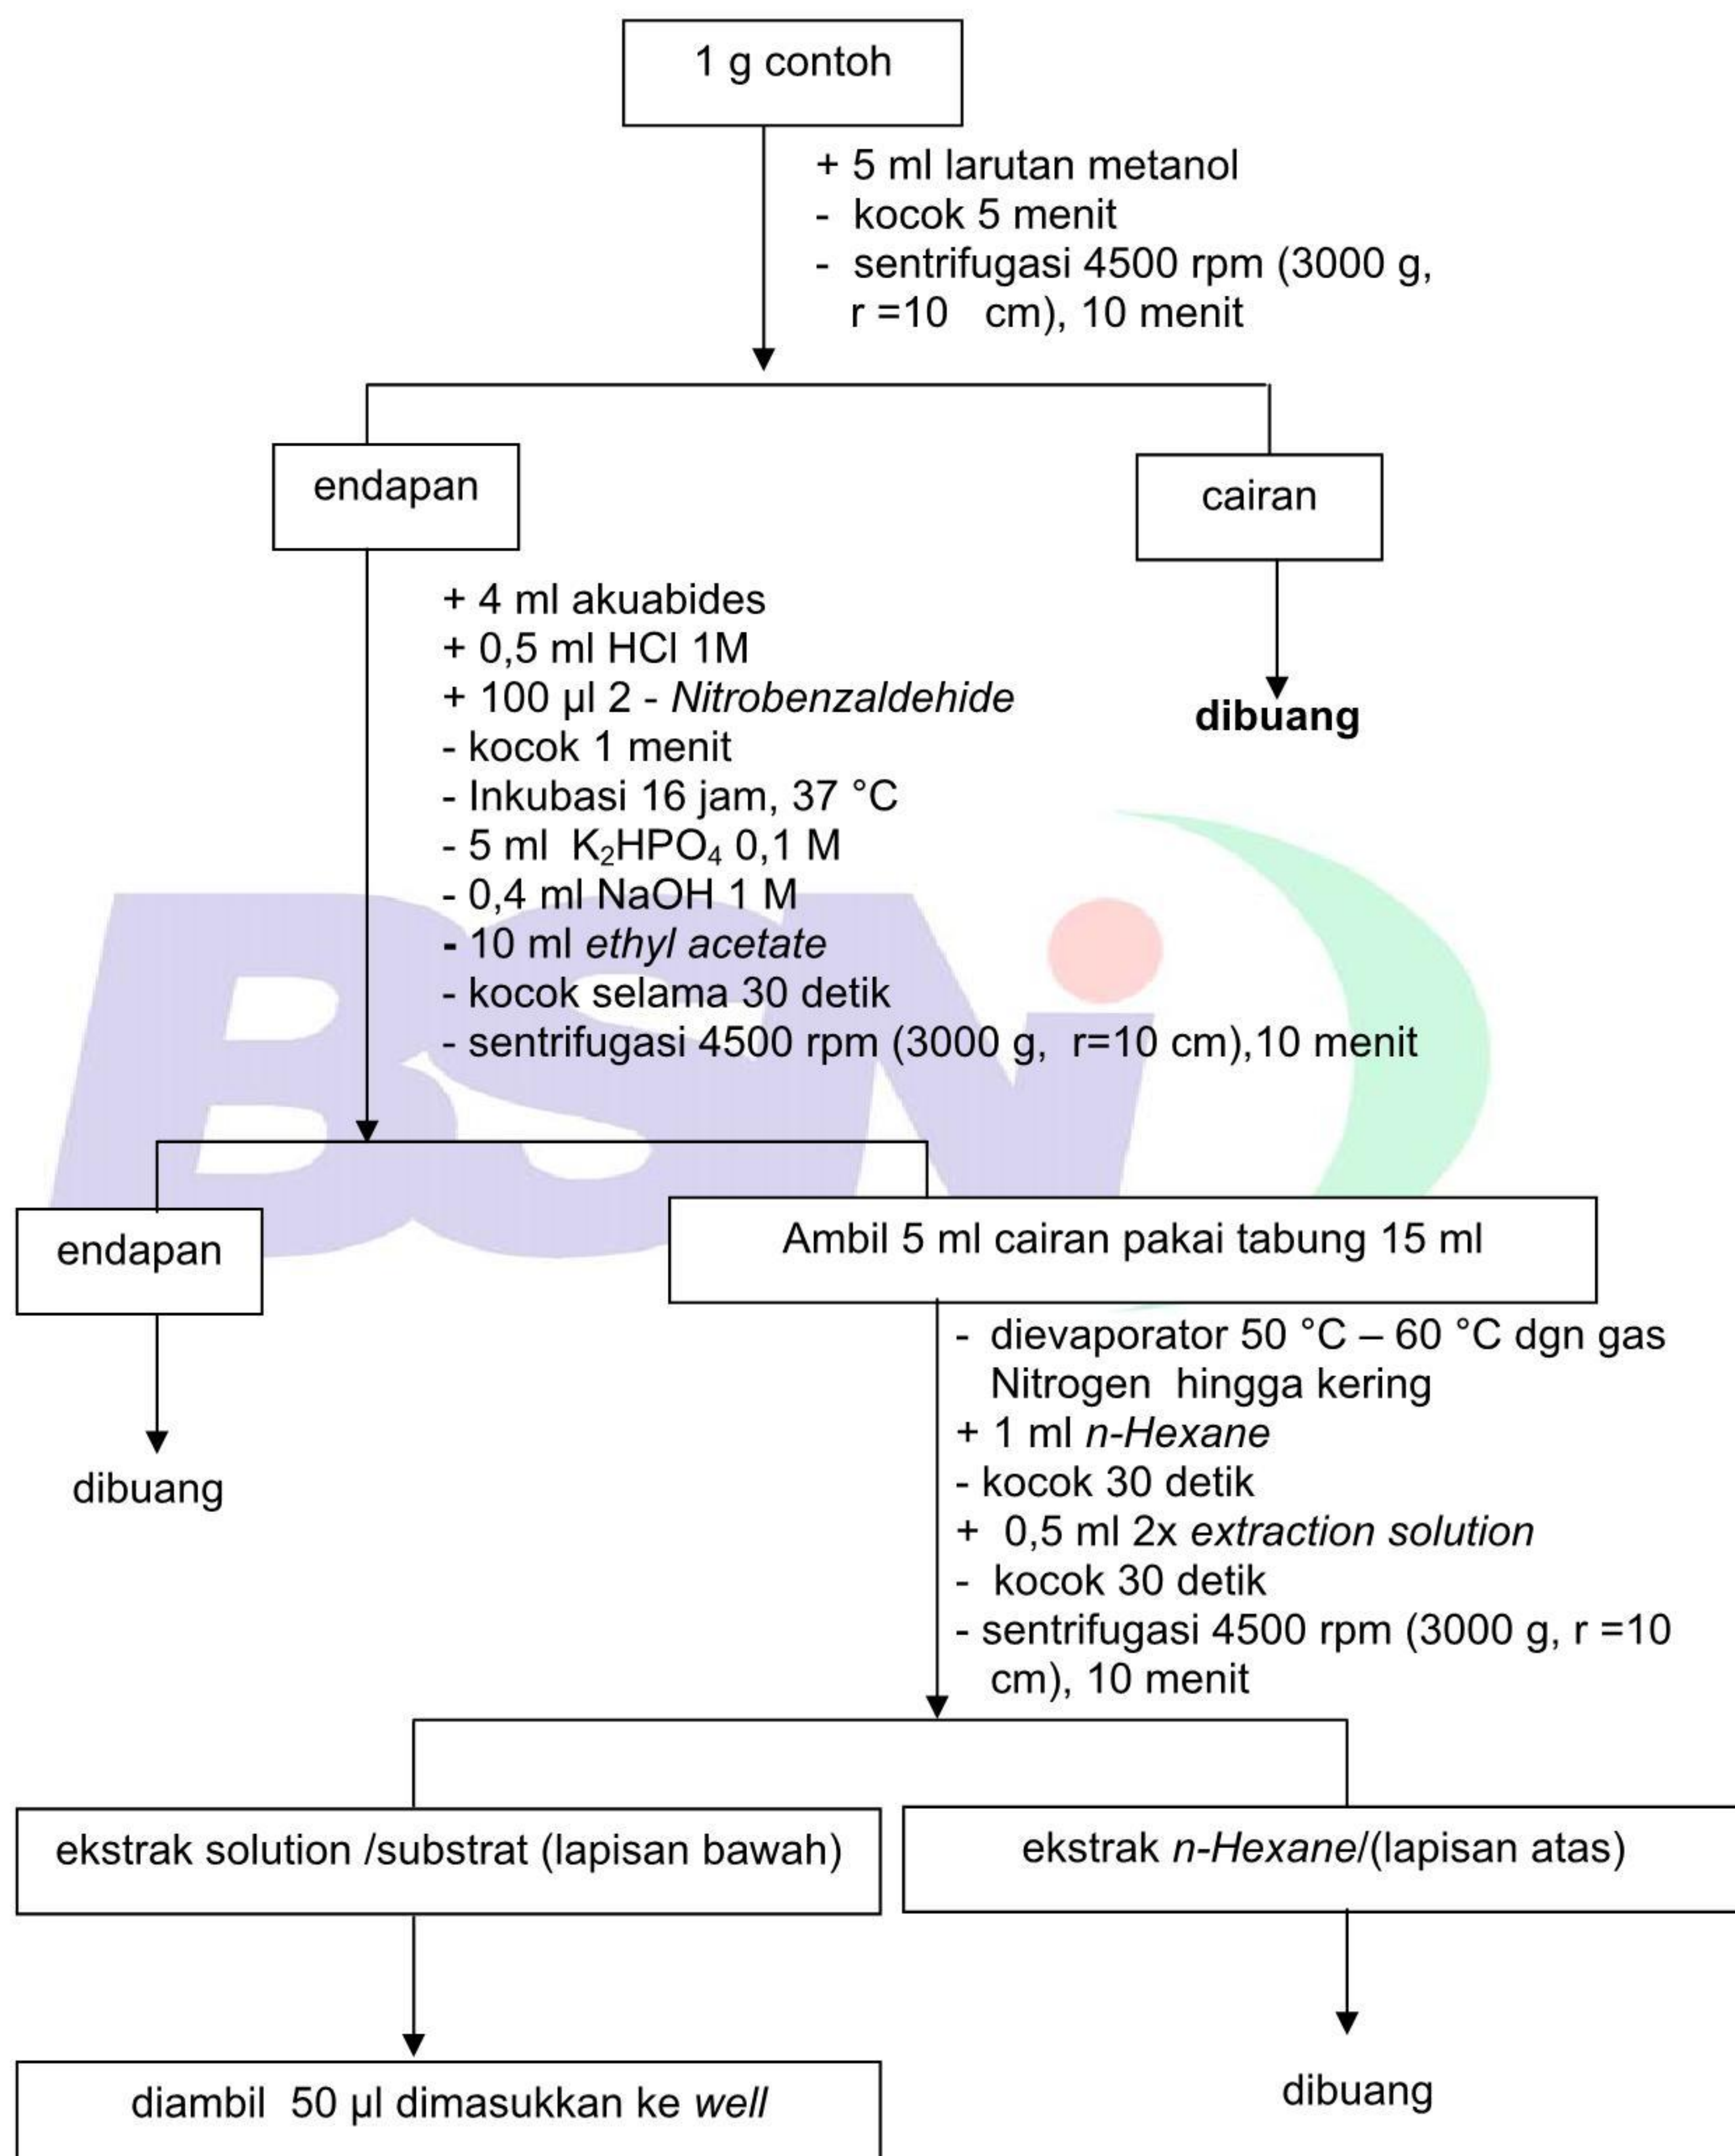 1 g contoh
+ 5 ml larutan metanol
- kocok 5 menit
- sentrifugasi 4500 rpm (3000 g,
r =10 cm), 10 menit
endapan
cairan
+ 4 ml akuabides
+ 0,5 ml HCl 1M
+ 100 µl 2 - Nitrobenzaldehide
- kocok 1 menit
- Inkubasi 16 jam, 37 °C
- 5 ml K₂HPO₄ 0,1 M
- 0,4 ml NaOH 1 M
- 10 ml ethyl acetate
- kocok selama 30 detik
- sentrifugasi 4500 rpm (3000 g, r=10 cm),10 menit
dibuang
BSNi
endapan
Ambil 5 ml cairan pakai tabung 15 ml
dibuang
- dievaporator 50 °C – 60 °C dgn gas
Nitrogen hingga kering
+ 1 ml n-Hexane
- kocok 30 detik
+ 0,5 ml 2x extraction solution
- kocok 30 detik
- sentrifugasi 4500 rpm (3000 g, r =10
cm), 10 menit
ekstrak solution /substrat (lapisan bawah)
ekstrak n-Hexane/(lapisan atas)
diambil 50 µl dimasukkan ke well
dibuang